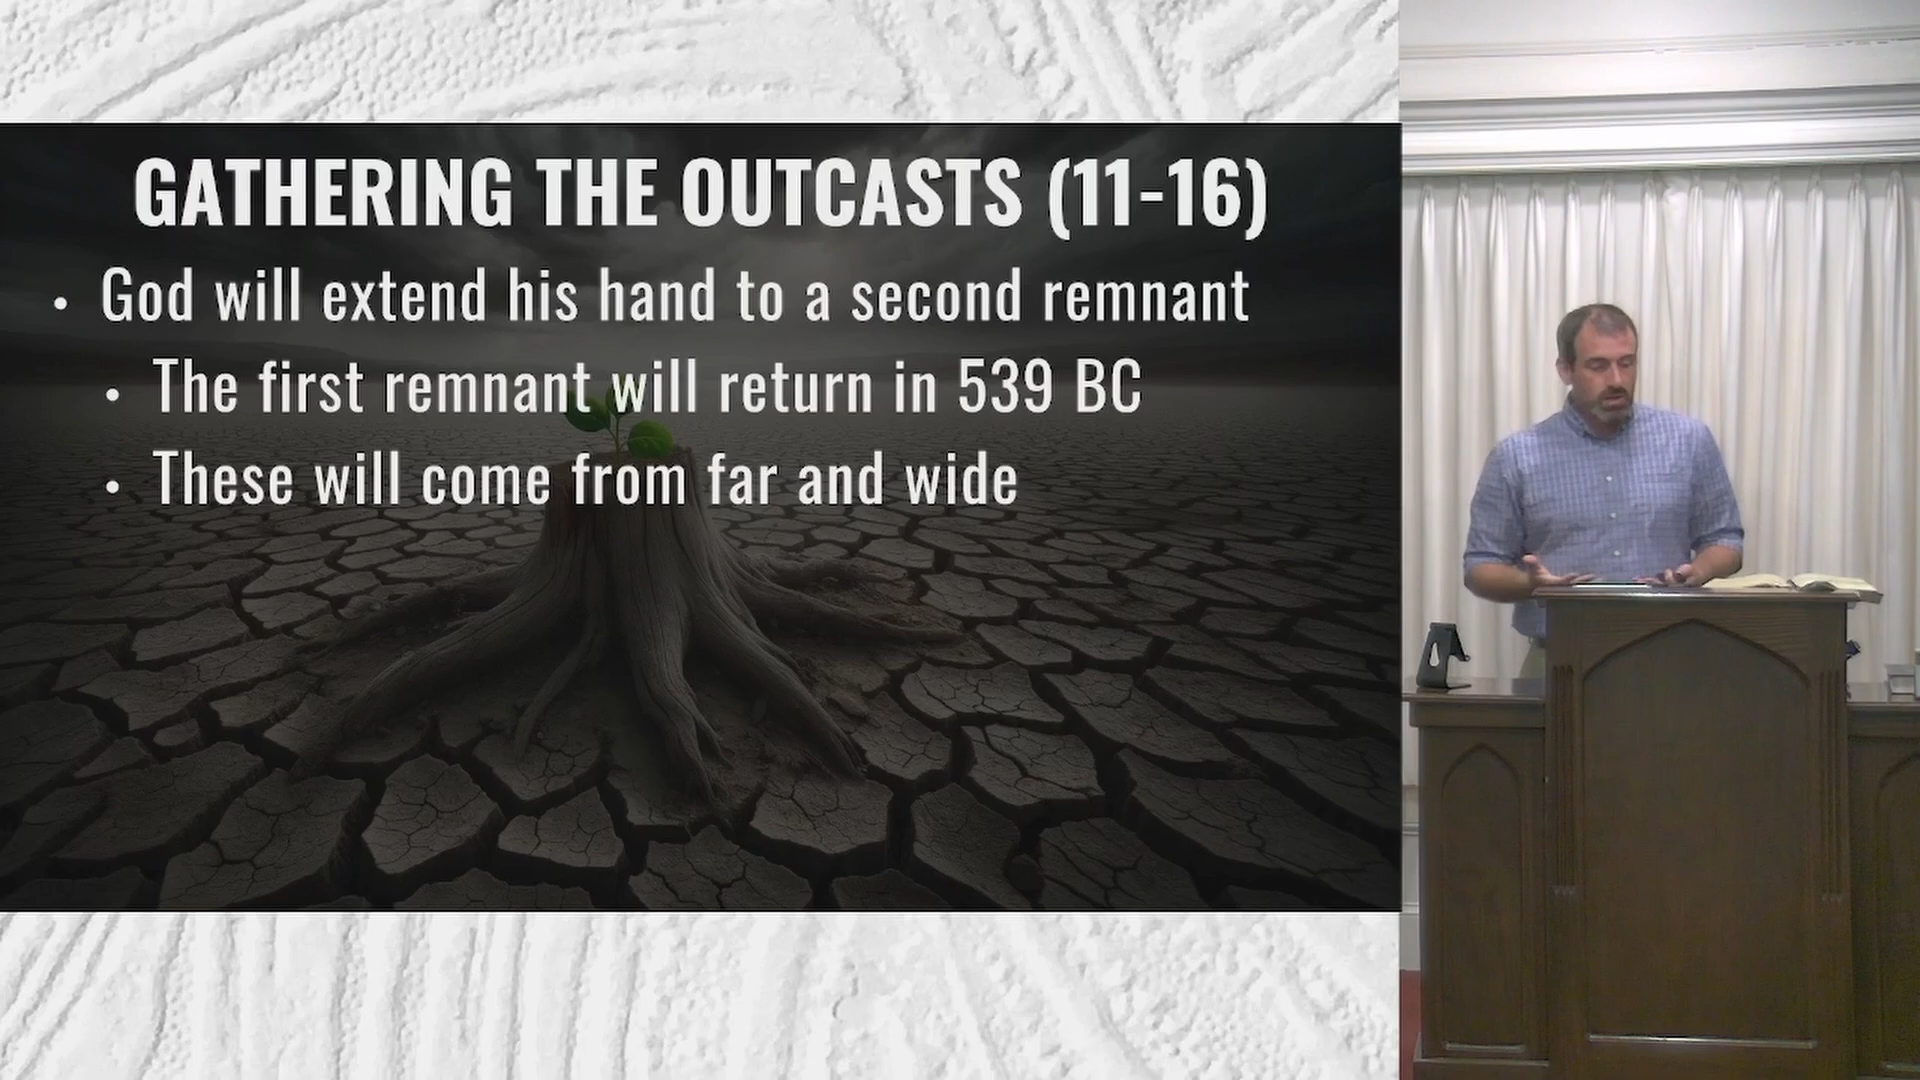 GATHERING THE OUTCASTS (11-16)
• God will extend his hand to a second remnant
• The first remnant will return in 539 BC
• These will come from far and wide